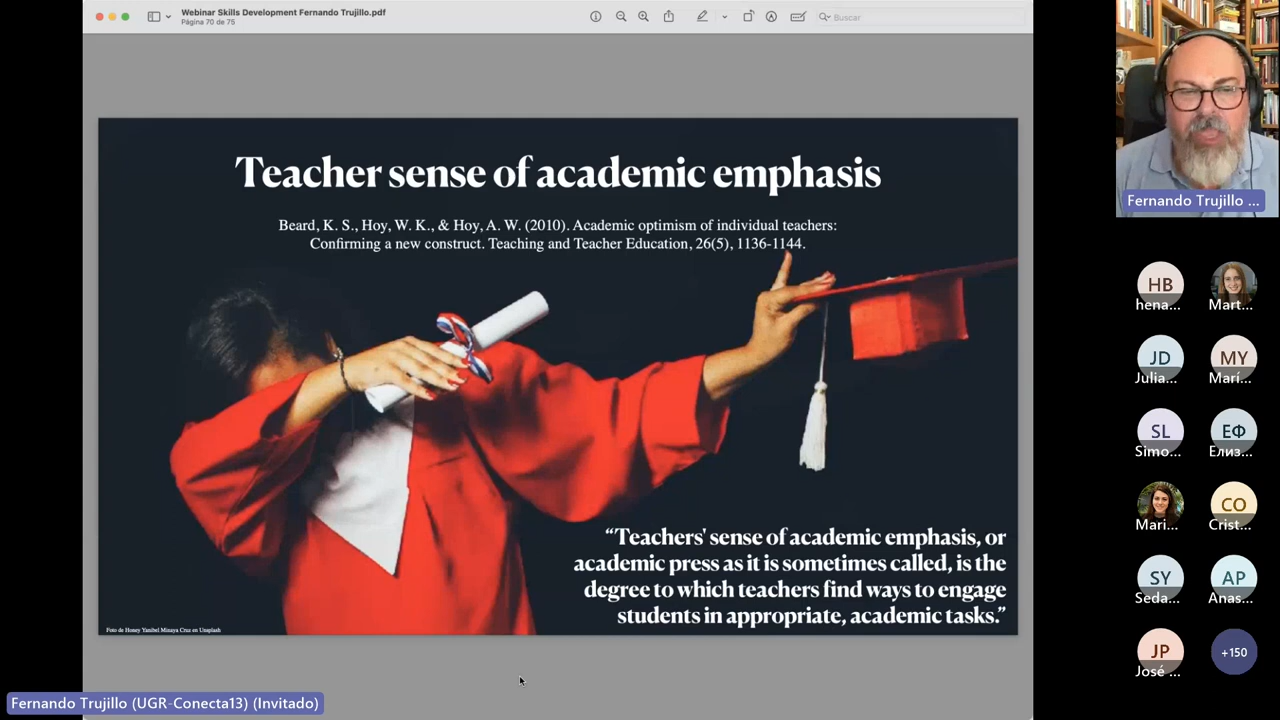 Webinar Skills Development Fernando Trujillo.pdf
Página 70 de 75
Buscar
Teacher sense of academic emphasis
Beard, K. S., Hoy, W. K., & Hoy, A. W. (2010). Academic optimism of individual teachers:
Confirming a new construct. Teaching and Teacher Education, 26(5), 1136-1144.
“Teachers' sense of academic emphasis, or
academic press as it is sometimes called, is the
degree to which teachers find ways to engage
students in appropriate, academic tasks.”
Foto de Honey Yanibel Minaya Cruz en Unsplash
Fernando Trujillo (UGR-Conecta13) (Invitado)
Fernando Trujillo ...
HB
hena...
Mart...
JD
Julia...
MY
Marí...
SL
Simo...
ΕΦ
Елиз...
Mari...
CO
Crist...
SY
Seda...
AP
Anas...
JP
José ...
+150